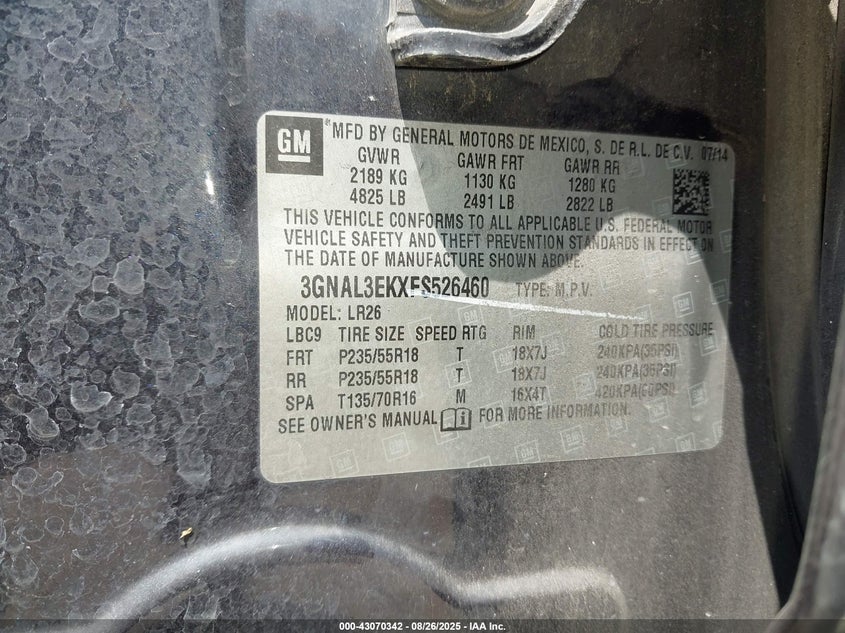 GM
MFD BY GENERAL MOTORS DE MEXICO, S. DE R.L. DE C.V. 07/14
GVWR GAWR FRT GAWR RR
2189 KG 1130 KG 1280 KG
4825 LB 2491 LB 2822 LB
THIS VEHICLE CONFORMS TO ALL APPLICABLE U.S. FEDERAL MOTOR
VEHICLE SAFETY AND THEFT PREVENTION STANDARDS IN EFFECT ON
THE DATE OF MANUFACTURE SHOWN ABOVE.
3GNAL3EKXFS526460 TYPE: M.P.V.
MODEL: LR26
LBC9 TIRE SIZE SPEED RTG RIM COLD TIRE PRESSURE
FRT P235/55R18 T 18X7J 240KPA(35PSI)
RR P235/55R18 T 18X7J 240KPA(35PSI)
SPA T135/70R16 M 16X4T 420KPA(60PSI)
SEE OWNER'S MANUAL FOR MORE INFORMATION.
000-43070342 - 08/26/2025 - IAA Inc.